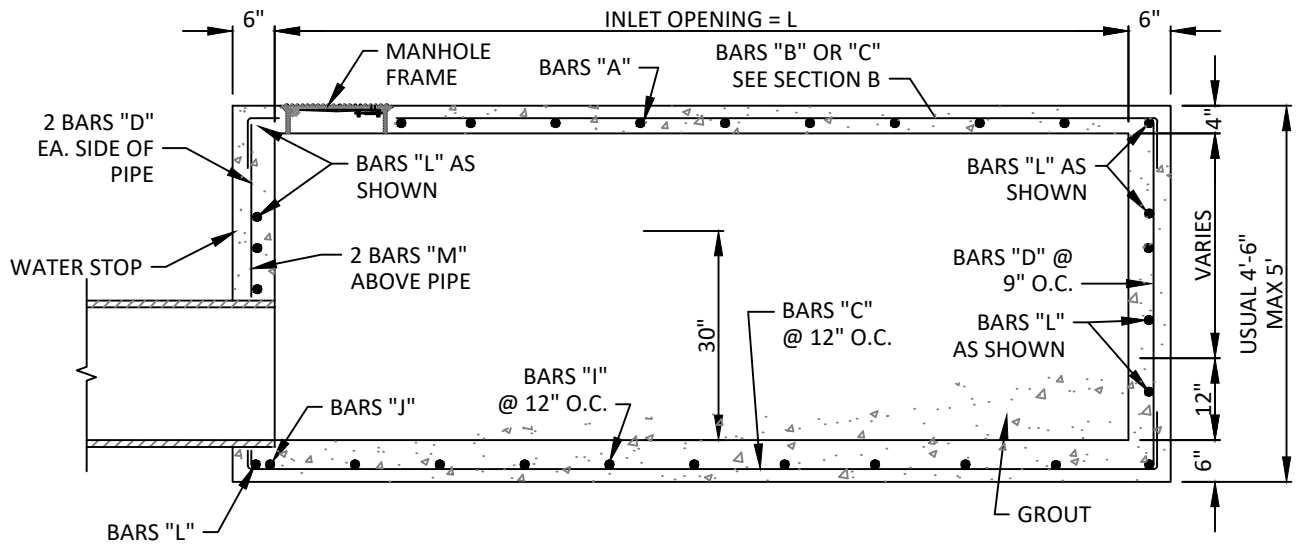 6"
INLET OPENING = L
6"
MANHOLE
FRAME
BARS "A"
BARS "B" OR "C"
SEE SECTION B
2 BARS "D"
EA. SIDE OF
PIPE
BARS "L" AS
SHOWN
BARS "L" AS
SHOWN
4"
WATER STOP
2 BARS "M"
ABOVE PIPE
BARS "D" @
9" O.C.
VARIES
USUAL 4'-6"
MAX 5'
30"
BARS "C"
@ 12" O.C.
BARS "L"
AS SHOWN
BARS "I"
@ 12" O.C.
BARS "J"
12"
6"
BARS "L"
GROUT